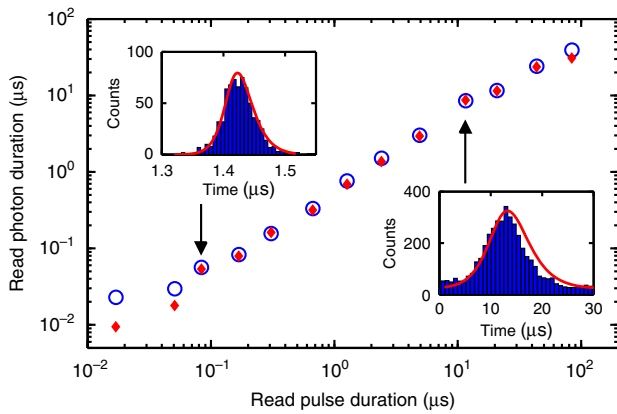 10² 10¹ 10⁰ 10⁻¹ 10⁻²
Read photon duration (μs)
10⁻² 10⁻¹ 10⁰ 10¹ 10²
Read pulse duration (μs)
100 50 0
Counts
1.3 1.4 1.5
Time (μs)
400 200 0
Counts
0 10 20 30
Time (μs)